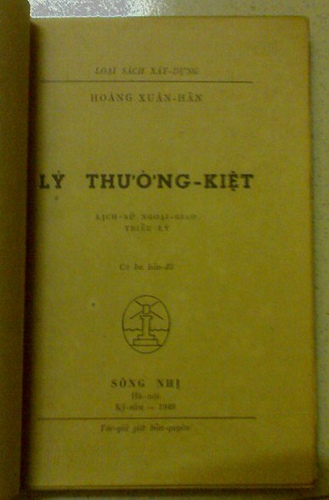 LOẠI SÁCH XÂY-DỰNG
HOÀNG XUÂN-HÃN
LÝ THƯỜNG-KIỆT
LỊCH-SỬ NGOẠI-GIAO
TRIỀU LÝ
Có ba bản-đồ
SÔNG NHỊ
Hà-nội
Kỷ-sửu — 1949
Tác-giả giữ bản-quyền